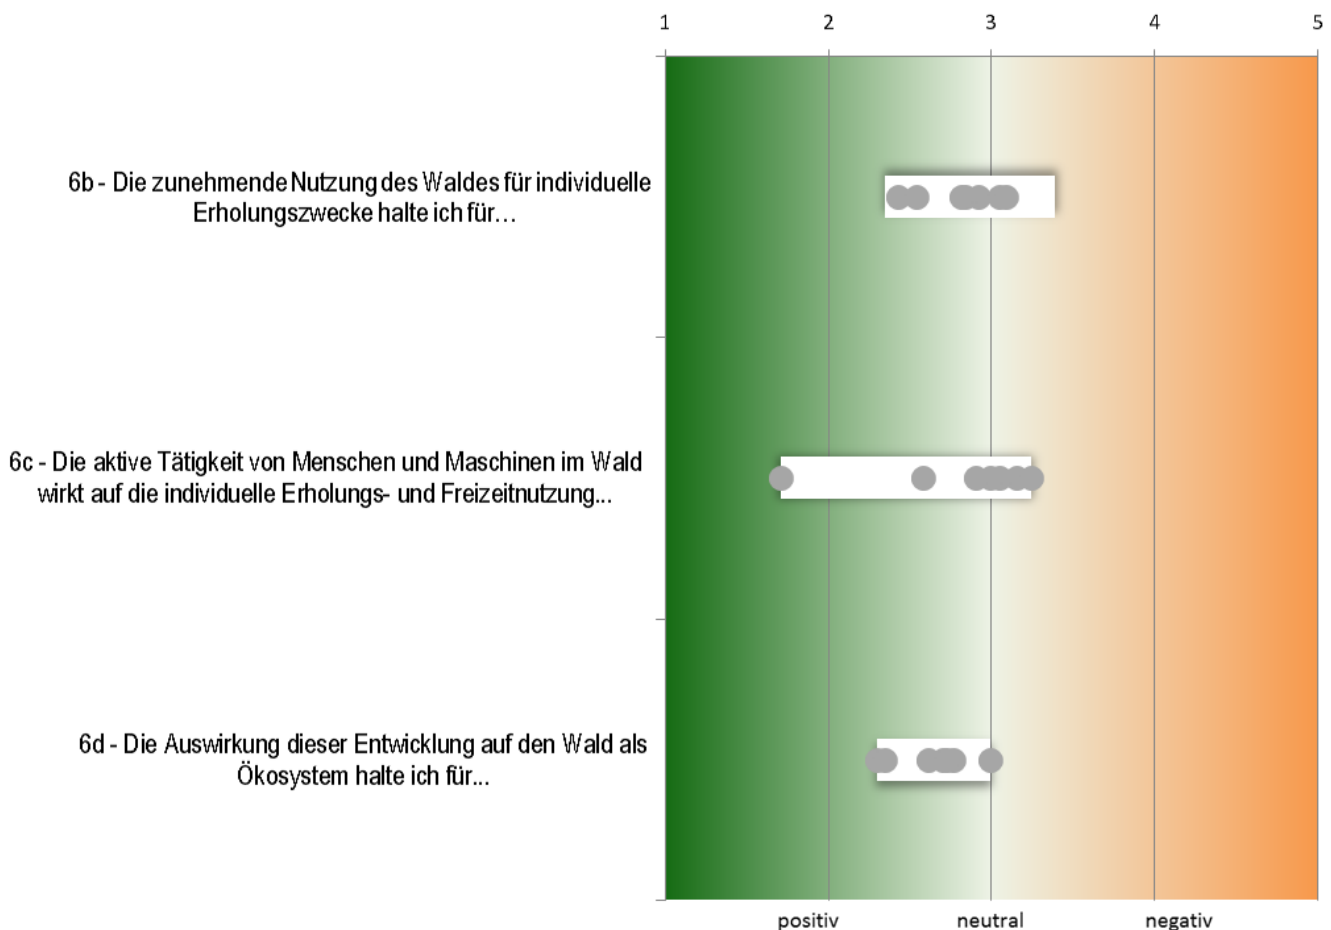 1 2 3 4 5
6b - Die zunehmende Nutzung des Waldes für individuelle
Erholungszwecke halte ich für…
6c - Die aktive Tätigkeit von Menschen und Maschinen im Wald
wirkt auf die individuelle Erholungs- und Freizeitnutzung...
6d - Die Auswirkung dieser Entwicklung auf den Wald als
Ökosystem halte ich für...
positiv neutral negativ